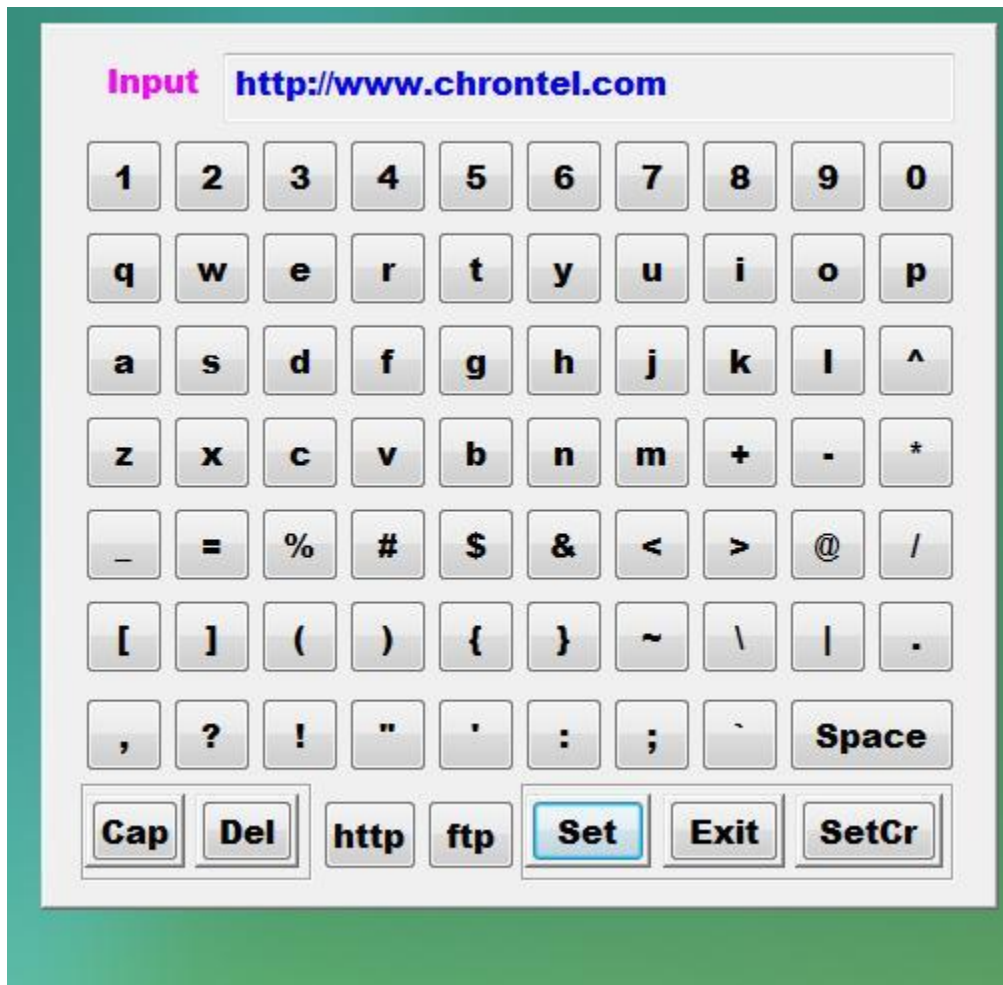 Input http://www.chrontel.com
1 2 3 4 5 6 7 8 9 0
q w e r t y u i o p
a s d f g h j k l ^
z x c v b n m + - *
_ = % # $ & < > @ /
[ ] ( ) { } ~ \ | .
, ? ! " ' : ; ` Space
Cap Del http ftp Set Exit SetCr